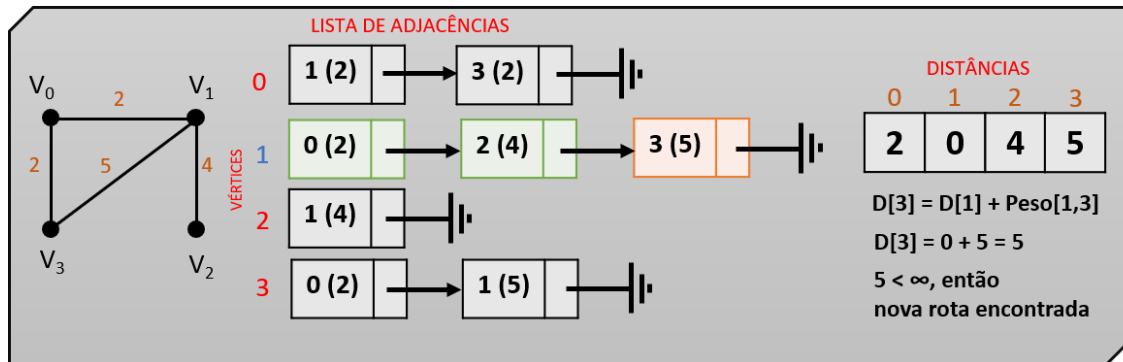 LISTA DE ADJACÊNCIAS
V0 V1
2
2 5 4
V3 V2
VÉRTICES
0 1 (2) 3 (2)
1 0 (2) 2 (4) 3 (5)
2 1 (4)
3 0 (2) 1 (5)
DISTÂNCIAS
0 1 2 3
2 0 4 5
D[3] = D[1] + Peso[1,3]
D[3] = 0 + 5 = 5
5 < ∞, então
nova rota encontrada